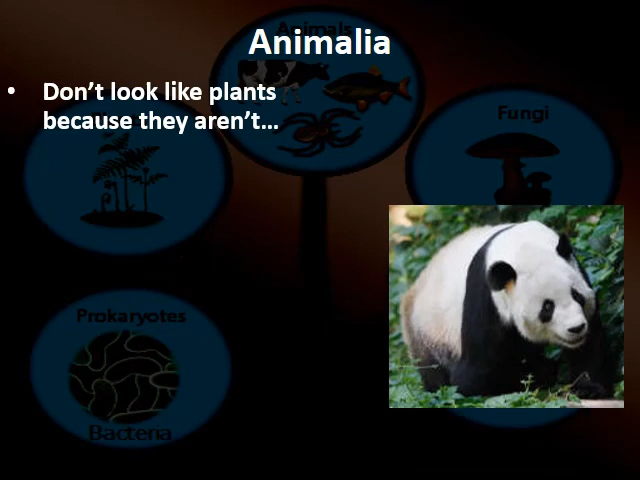 Animals
Animalia
• Don't look like plants
because they aren't...
Fungi
Prokaryotes
Bacteria